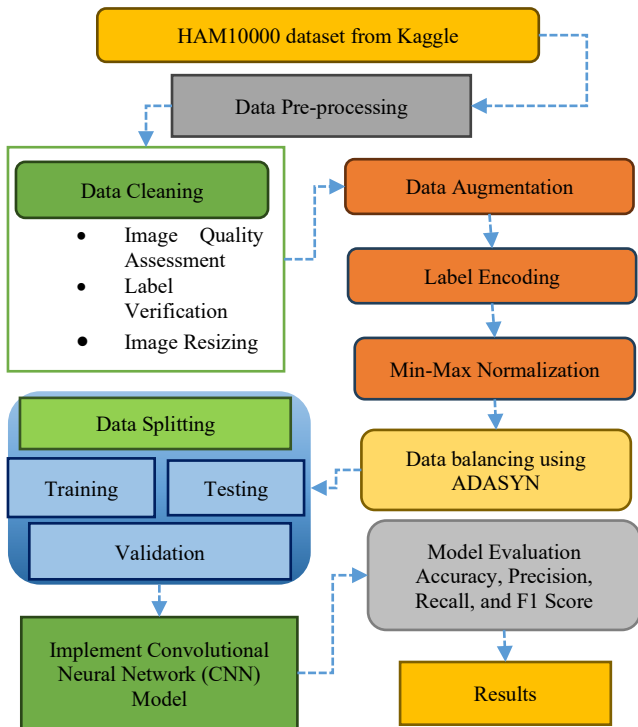 HAM10000 dataset from Kaggle
Data Pre-processing
Data Cleaning
• Image Quality
Assessment
• Label
Verification
• Image Resizing
Data Augmentation
Label Encoding
Min-Max Normalization
Data balancing using
ADASYN
Data Splitting
Training
Testing
Validation
Implement Convolutional
Neural Network (CNN)
Model
Model Evaluation
Accuracy, Precision,
Recall, and F1 Score
Results